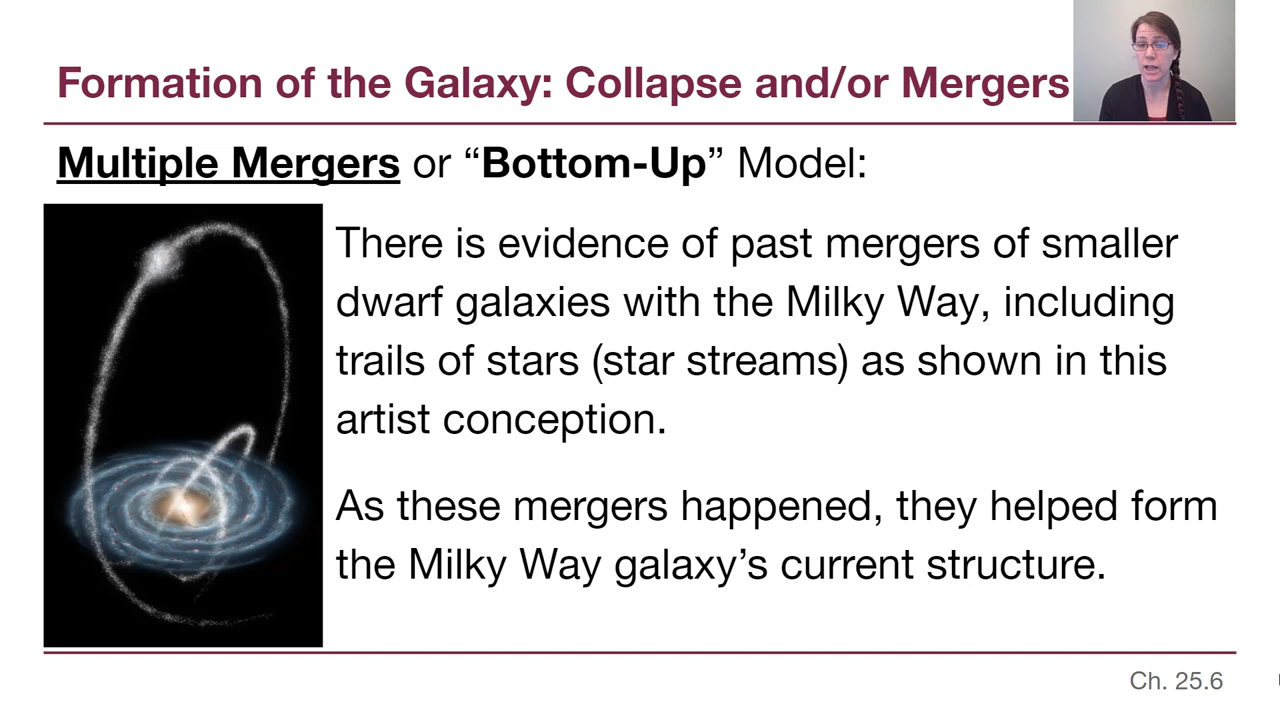 Formation of the Galaxy: Collapse and/or Mergers
Multiple Mergers or “Bottom-Up” Model:
There is evidence of past mergers of smaller
dwarf galaxies with the Milky Way, including
trails of stars (star streams) as shown in this
artist conception.
As these mergers happened, they helped form
the Milky Way galaxy’s current structure.
Ch. 25.6